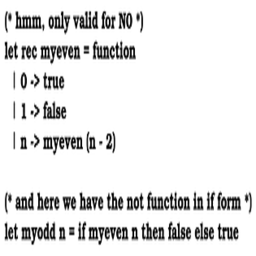 (* hmm, only valid for N0 *)
let rec myeven = function
| 0 -> true
| 1 -> false
| n -> myeven (n - 2)
(* and here we have the not function in if form *)
let myodd n = if myeven n then false else true